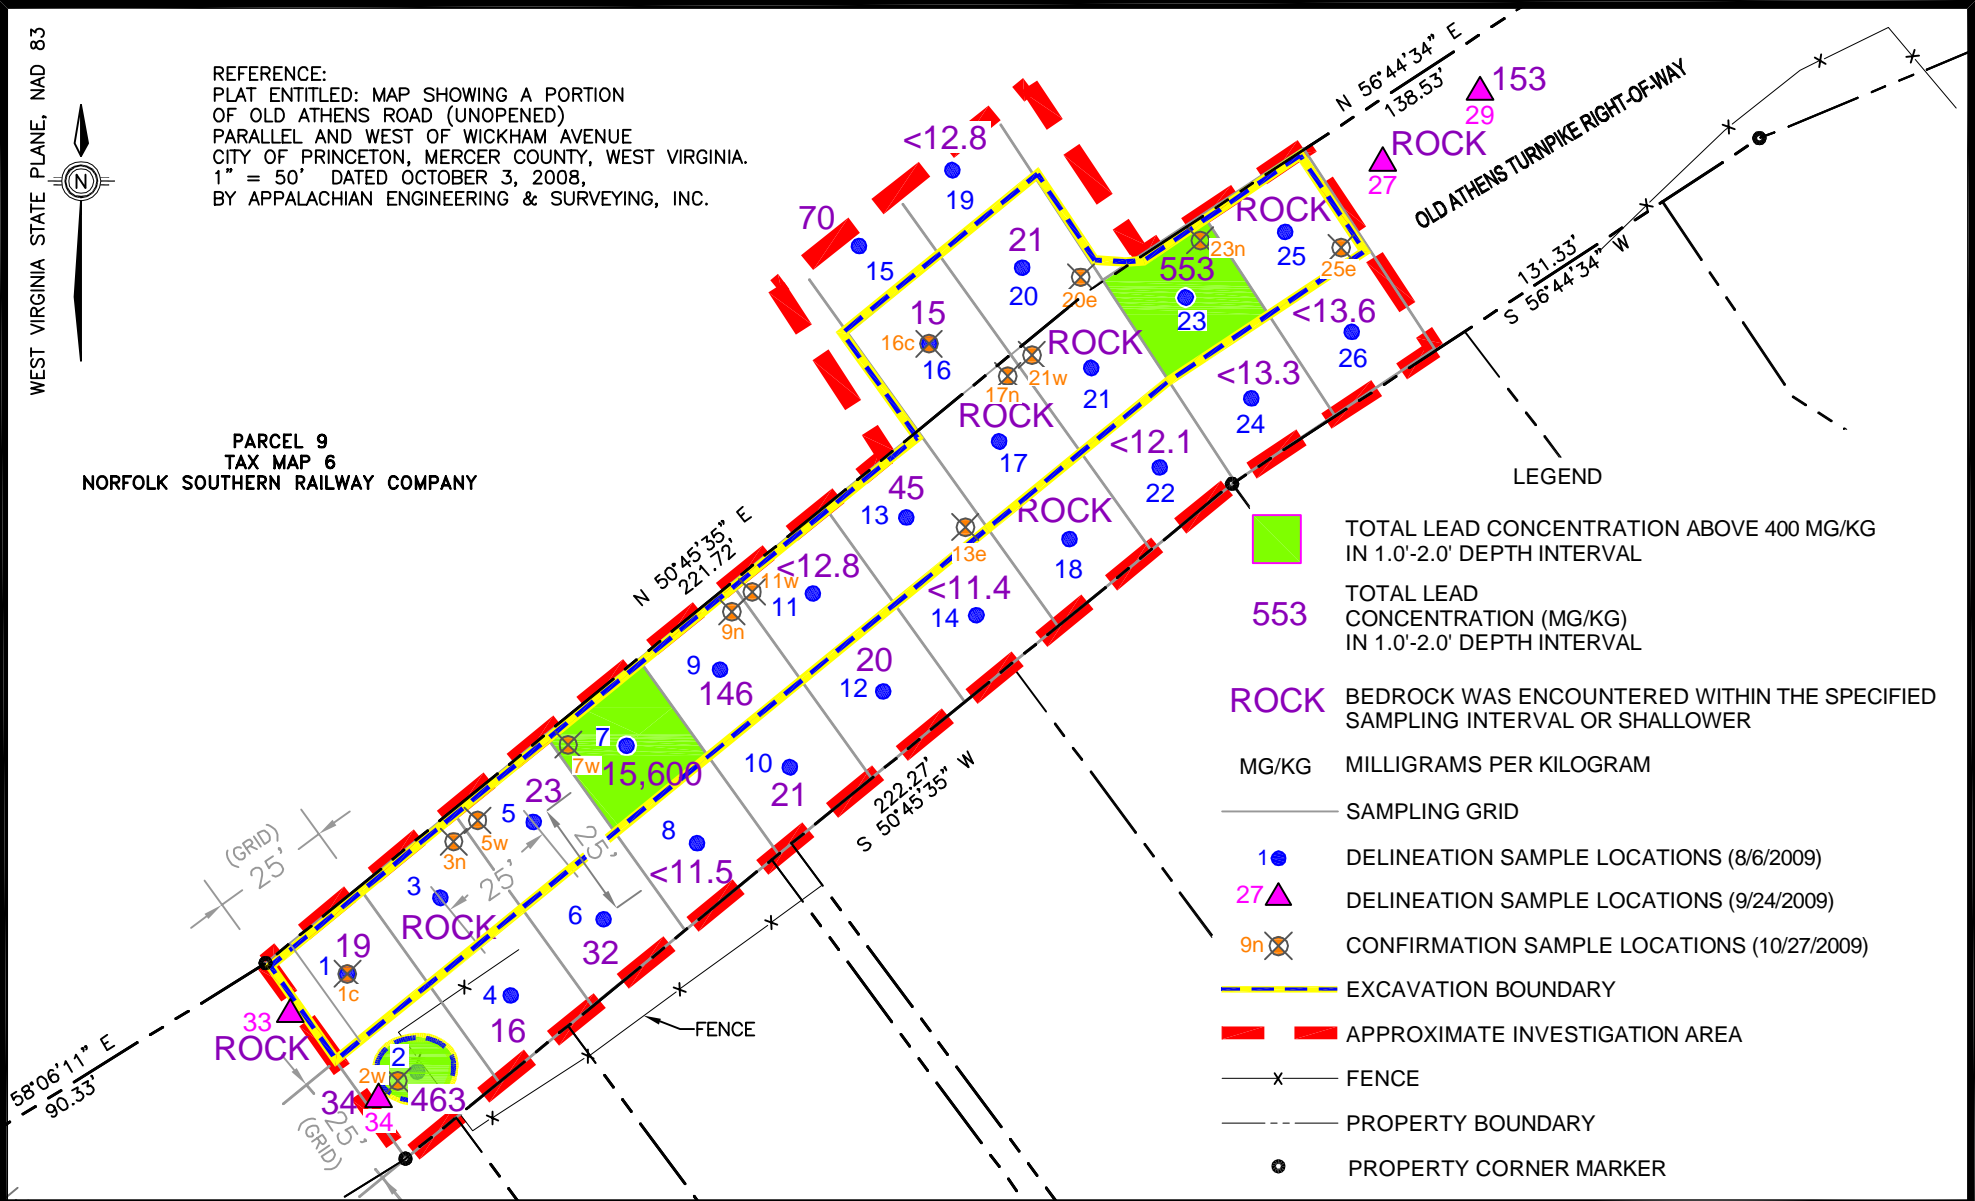 WEST VIRGINIA STATE PLANE, NAD 83
N
REFERENCE:
PLAT ENTITLED: MAP SHOWING A PORTION
OF OLD ATHENS ROAD (UNOPENED)
PARALLEL AND WEST OF WICKHAM AVENUE
CITY OF PRINCETON, MERCER COUNTY, WEST VIRGINIA.
1" = 50' DATED OCTOBER 3, 2008,
BY APPALACHIAN ENGINEERING & SURVEYING, INC.
PARCEL 9
TAX MAP 6
NORFOLK SOUTHERN RAILWAY COMPANY
N 56°44'34" E
138.53'
153
29
ROCK
27
OLD ATHENS TURNPIKE RIGHT-OF-WAY
131.33'
S 56°44'34" W
<12.8
19
70
15
21
20
20e
15
16c
16
ROCK
25
25e
23n
553
23
<13.6
26
<13.3
24
ROCK
21w
21
17n
ROCK
17
<12.1
22
ROCK
18
45
13
13e
<12.8
11w
11
<11.4
14
N 50°45'35" E
221.72'
9n
9
146
20
12
7
7w
15,600
10
21
222.27'
S 50°45'35" W
23
5
5w
3n
25'
25'
8
<11.5
(GRID)
25'
3
ROCK
6
32
19
1
1c
4
16
FENCE
33
ROCK
2
2w
463
34
34
25'
(GRID)
58°06'11" E
90.33'
LEGEND
TOTAL LEAD CONCENTRATION ABOVE 400 MG/KG
IN 1.0'-2.0' DEPTH INTERVAL
553
TOTAL LEAD
CONCENTRATION (MG/KG)
IN 1.0'-2.0' DEPTH INTERVAL
ROCK BEDROCK WAS ENCOUNTERED WITHIN THE SPECIFIED
SAMPLING INTERVAL OR SHALLOWER
MG/KG MILLIGRAMS PER KILOGRAM
SAMPLING GRID
1 DELINEATION SAMPLE LOCATIONS (8/6/2009)
27 DELINEATION SAMPLE LOCATIONS (9/24/2009)
9n CONFIRMATION SAMPLE LOCATIONS (10/27/2009)
EXCAVATION BOUNDARY
APPROXIMATE INVESTIGATION AREA
FENCE
PROPERTY BOUNDARY
PROPERTY CORNER MARKER